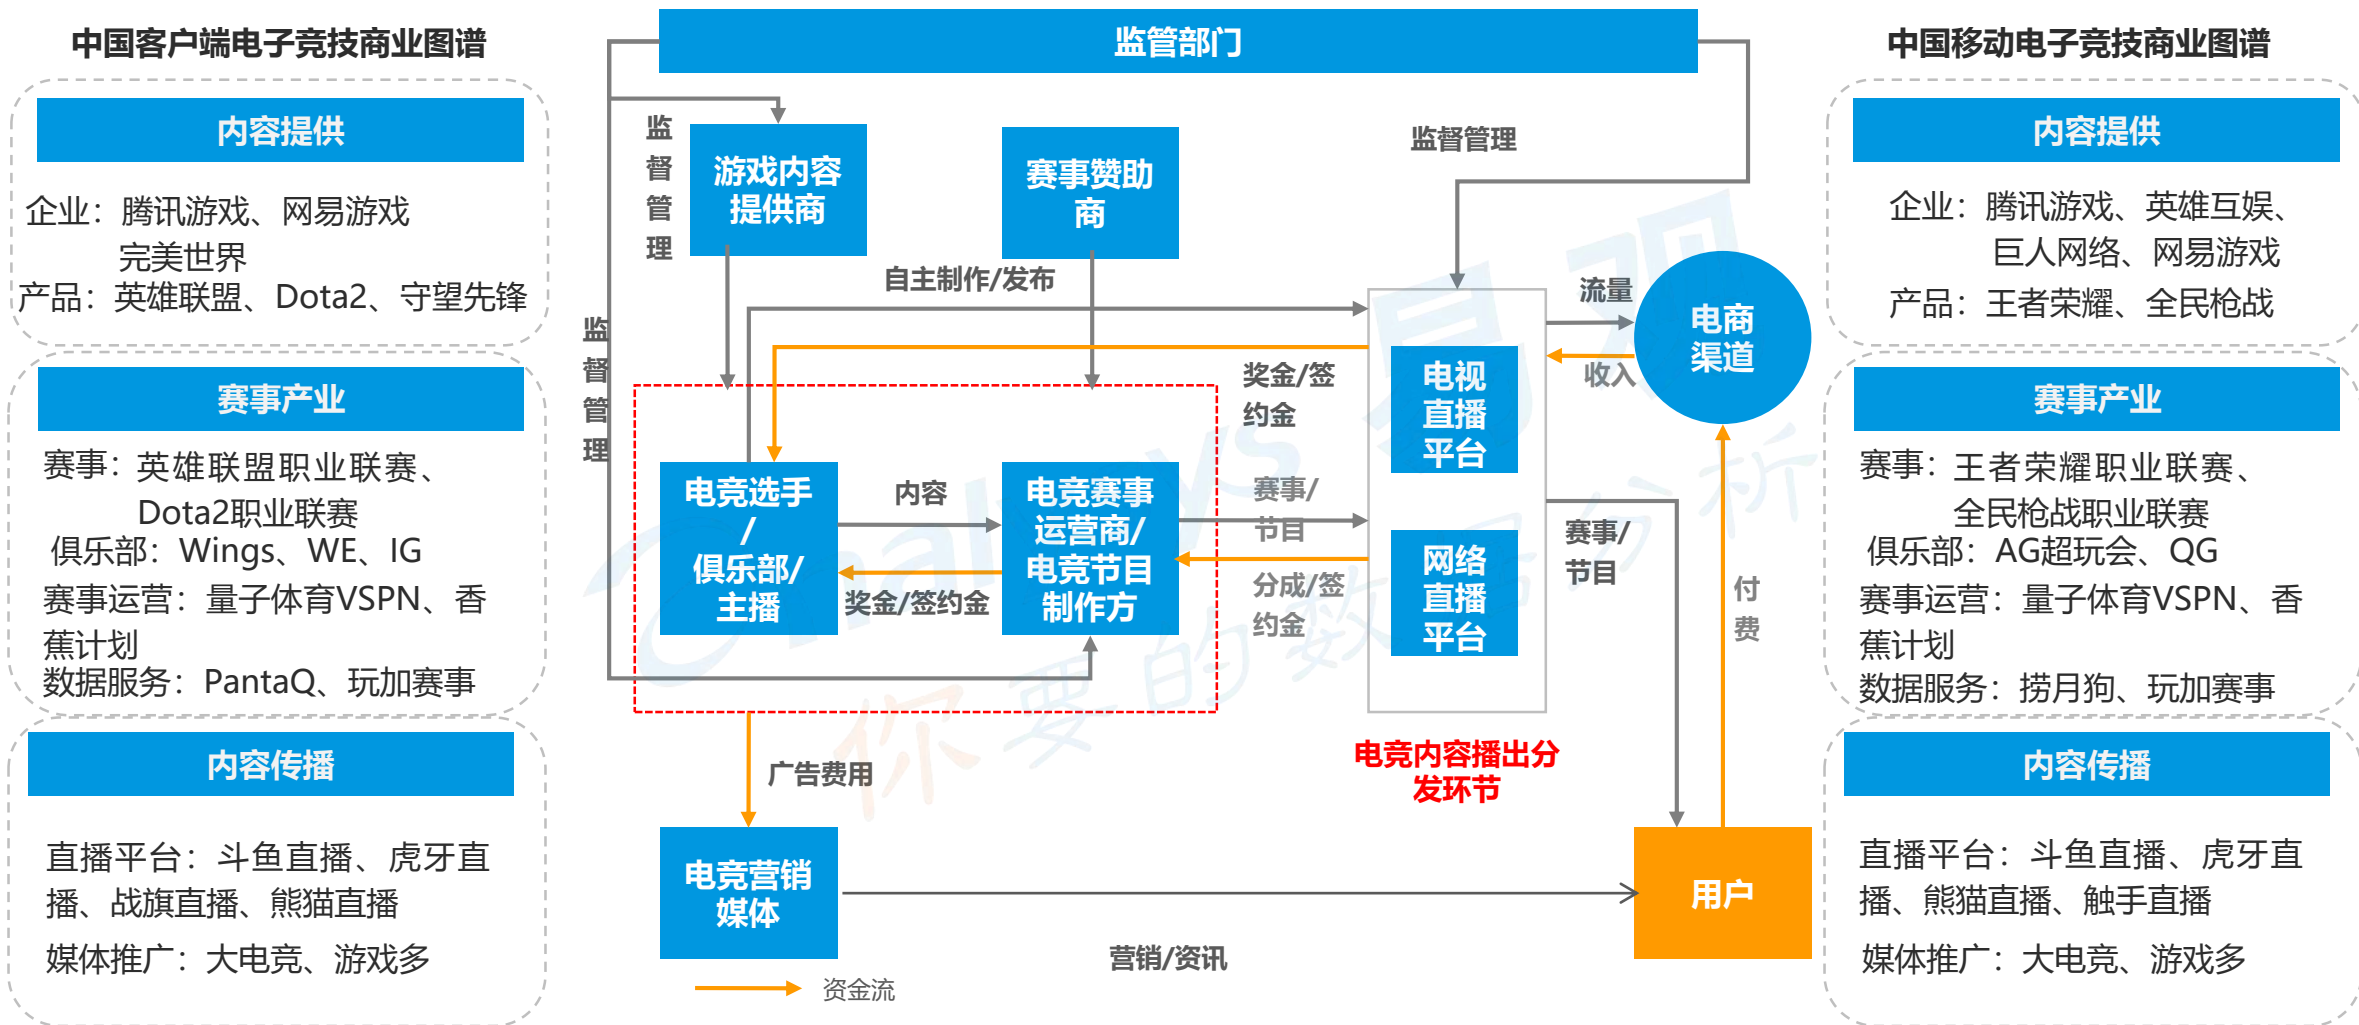 中国客户端电子竞技商业图谱
内容提供
企业：腾讯游戏、网易游戏
完美世界
产品：英雄联盟、Dota2、守望先锋
赛事产业
赛事：英雄联盟职业联赛、
Dota2职业联赛
俱乐部：Wings、WE、IG
赛事运营：量子体育VSPN、香
蕉计划
数据服务：PantaQ、玩加赛事
内容传播
直播平台：斗鱼直播、虎牙直
播、战旗直播、熊猫直播
媒体推广：大电竞、游戏多
监管部门
监
督
管
理
游戏内容
提供商
赛事赞助
商
监督管理
自主制作/发布
监
督
管
理
流量
电商
渠道
收入
奖金/签
约金
电视
直播
平台
电竞选手
/
俱乐部/
主播
内容
奖金/签约金
电竞赛事
运营商/
电竞节目
制作方
赛事/
节目
分成/签
约金
网络
直播
平台
赛事/
节目
付
费
电竞内容播出分
发环节
广告费用
电竞营销
媒体
用户
营销/资讯
资金流
nalysys 易观
你要的数据分析
中国移动电子竞技商业图谱
内容提供
企业：腾讯游戏、英雄互娱、
巨人网络、网易游戏
产品：王者荣耀、全民枪战
赛事产业
赛事：王者荣耀职业联赛、
全民枪战职业联赛
俱乐部：AG超玩会、QG
赛事运营：量子体育VSPN、香
蕉计划
数据服务：捞月狗、玩加赛事
内容传播
直播平台：斗鱼直播、虎牙直
播、熊猫直播、触手直播
媒体推广：大电竞、游戏多